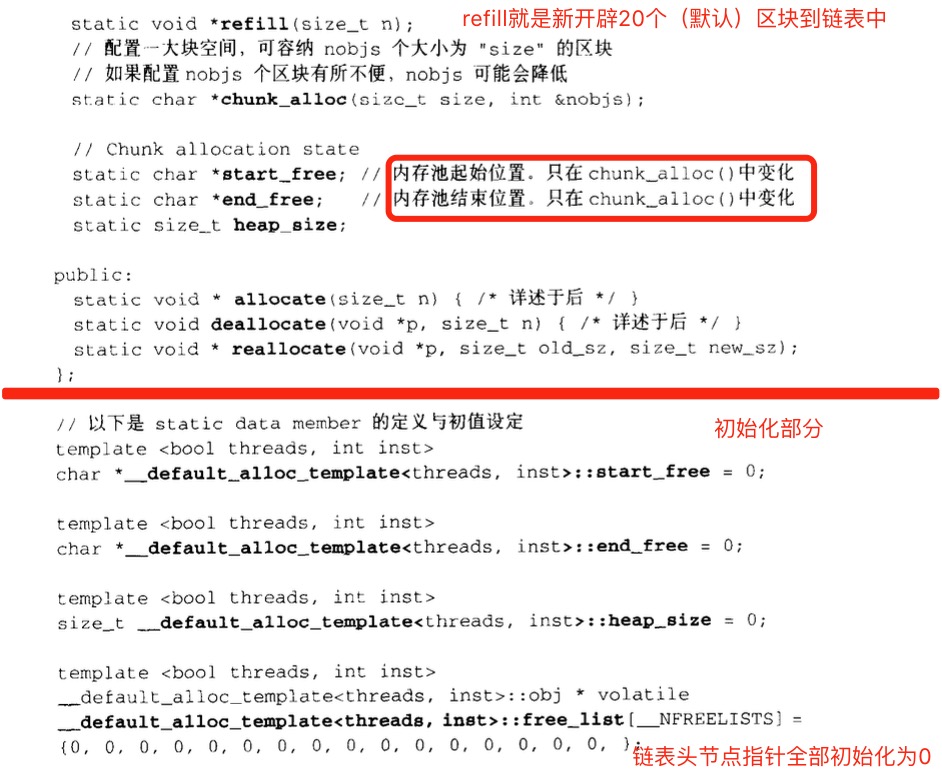 static void *refill(size_t n);
refill就是新开辟20个（默认）区块到链表中
// 配置一大块空间，可容纳 nobjs 个大小为 "size" 的区块
// 如果配置 nobjs 个区块有所不便，nobjs 可能会降低
static char *chunk_alloc(size_t size, int &nobjs);
// Chunk allocation state
static char *start_free; // 内存池起始位置。只在 chunk_alloc()中变化
static char *end_free; // 内存池结束位置。只在 chunk_alloc()中变化
static size_t heap_size;
public:
static void * allocate(size_t n) { /* 详述于后 */ }
static void deallocate(void *p, size_t n) { /* 详述于后 */ }
static void * reallocate(void *p, size_t old_sz, size_t new_sz);
};
// 以下是 static data member 的定义与初值设定
初始化部分
template <bool threads, int inst>
char *__default_alloc_template<threads, inst>::start_free = 0;
template <bool threads, int inst>
char *__default_alloc_template<threads, inst>::end_free = 0;
template <bool threads, int inst>
size_t __default_alloc_template<threads, inst>::heap_size = 0;
template <bool threads, int inst>
__default_alloc_template<threads, inst>::obj * volatile
__default_alloc_template<threads, inst>::free_list[__NFREELISTS] =
{0, 0, 0, 0, 0, 0, 0, 0, 0, 0, 0, 0, 0, 0, 0, 0, };
链表头节点指针全部初始化为0